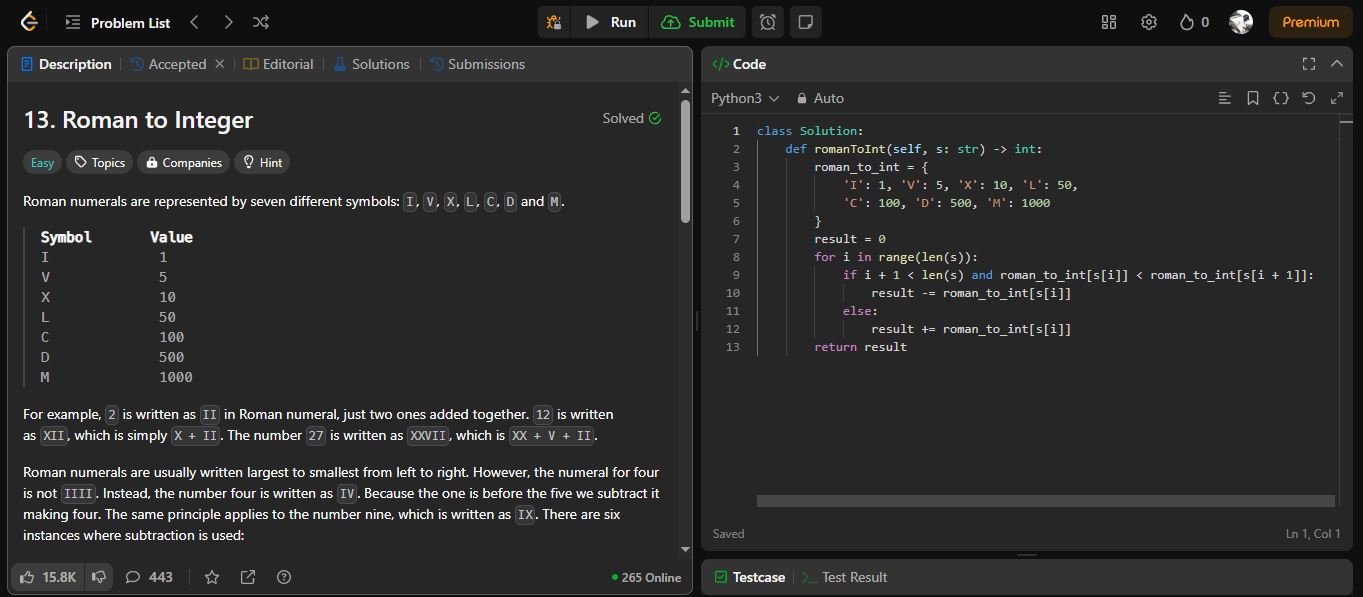 Problem List
Run
Submit
0
Premium
Description
Accepted
Editorial
Solutions
Submissions
13. Roman to Integer
Solved
Easy
Topics
Companies
Hint
Roman numerals are represented by seven different symbols: I, V, X, L, C, D and M.
Symbol Value
I 1
V 5
X 10
L 50
C 100
D 500
M 1000
For example, 2 is written as II in Roman numeral, just two ones added together. 12 is written
as XII, which is simply X + II. The number 27 is written as XXVII, which is XX + V + II.
Roman numerals are usually written largest to smallest from left to right. However, the numeral for four
is not IIII. Instead, the number four is written as IV. Because the one is before the five we subtract it
making four. The same principle applies to the number nine, which is written as IX. There are six
instances where subtraction is used:
15.8K
443
265 Online
</> Code
Python3
Auto
1 class Solution:
2 def romanToInt(self, s: str) -> int:
3 roman_to_int = {
4 'I': 1, 'V': 5, 'X': 10, 'L': 50,
5 'C': 100, 'D': 500, 'M': 1000
6 }
7 result = 0
8 for i in range(len(s)):
9 if i + 1 < len(s) and roman_to_int[s[i]] < roman_to_int[s[i + 1]]:
10 result -= roman_to_int[s[i]]
11 else:
12 result += roman_to_int[s[i]]
13 return result
Saved
Ln 1, Col 1
Testcase
Test Result